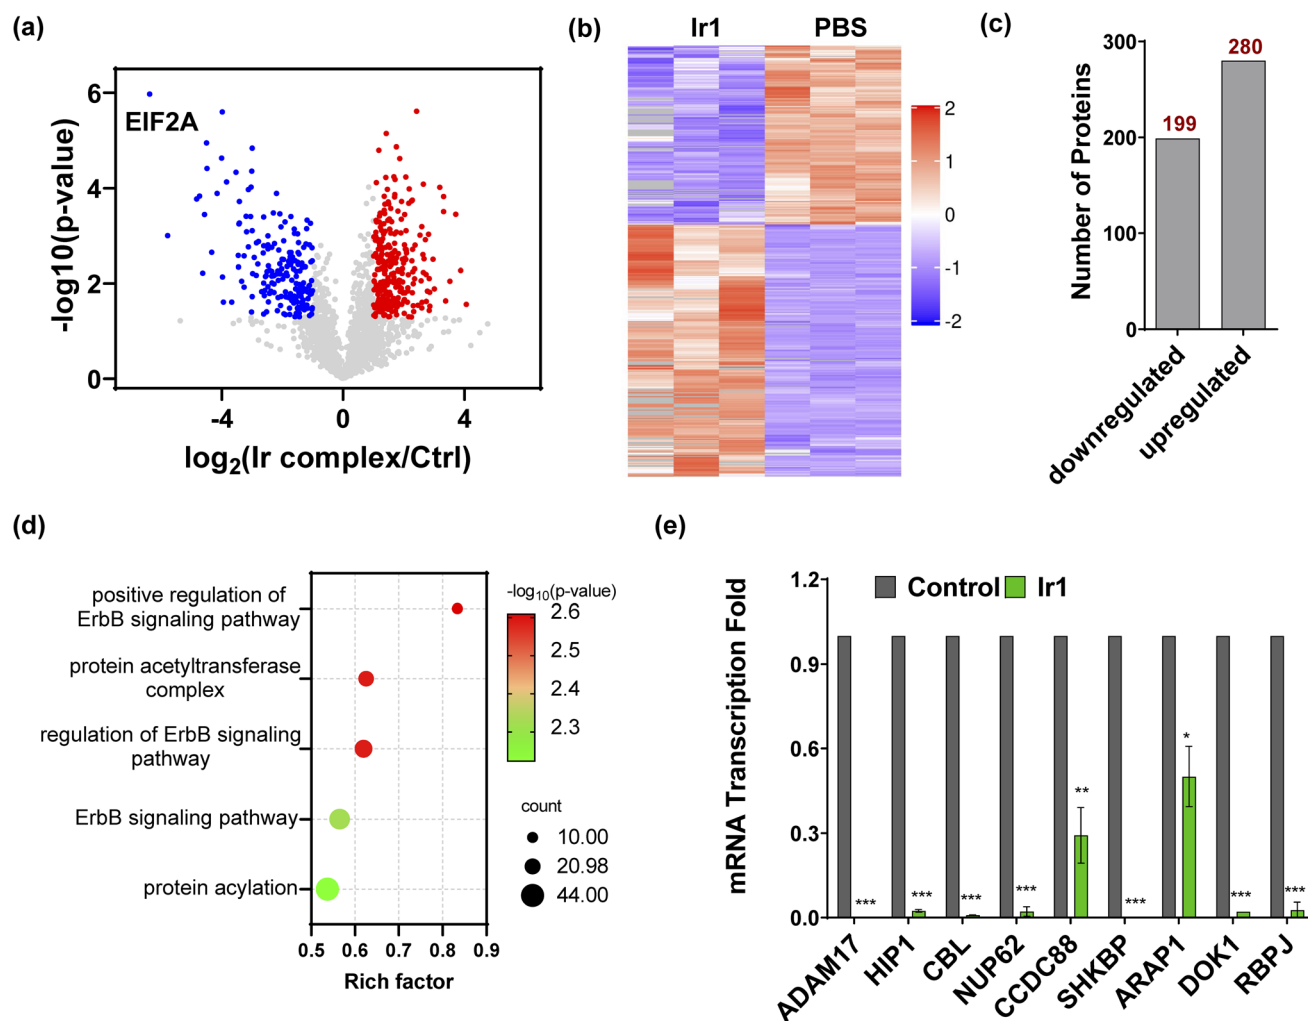 (a)
EIF2A
-log10(p-value)
6
4
2
0
-4
0
4
log2(Ir complex/Ctrl)
(b)
Ir1
PBS
2
1
0
-1
-2
(c)
Number of Proteins
300
200
100
0
199
280
downregulated
upregulated
(d)
positive regulation of
ErbB signaling pathway
protein acetyltransferase
complex
regulation of ErbB signaling
pathway
ErbB signaling pathway
protein acylation
0.5
0.6
0.7
0.8
0.9
Rich factor
-log10(p-value)
2.6
2.5
2.4
2.3
count
10.00
20.98
44.00
(e)
mRNA Transcription Fold
1.2
0.9
0.6
0.3
0.0
Control
Ir1
***
***
***
***
**
***
*
***
***
ADAM17
HIP1
CBL
NUP62
CCDC88
SHKBP
ARAP1
DOK1
RBPJ